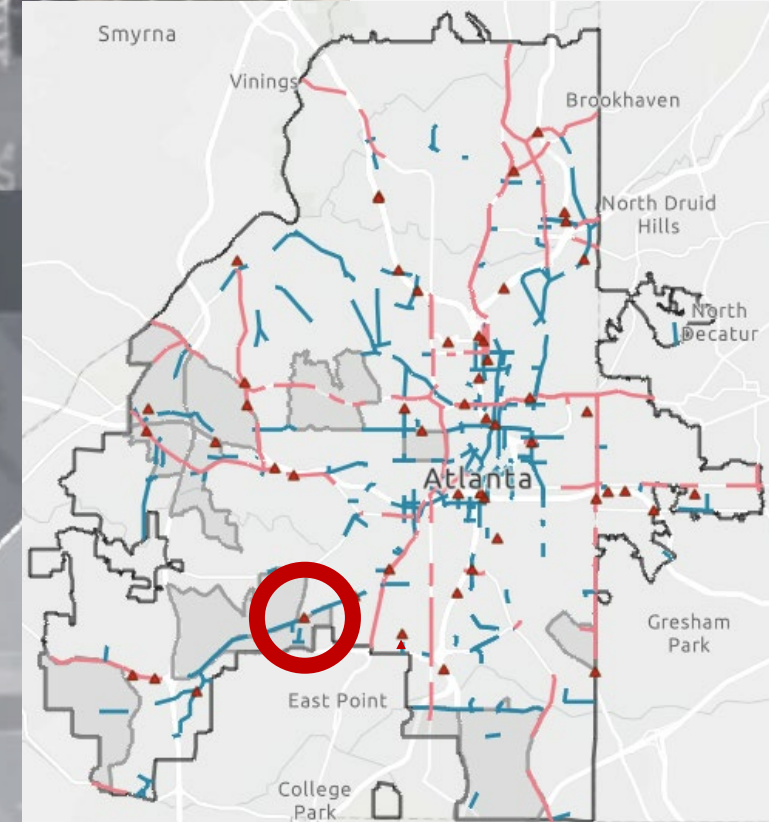 Smyrna
Vinings
Brookhaven
North Druid
Hills
North
Decatur
Atlanta
Gresham
Park
East Point
College
Park